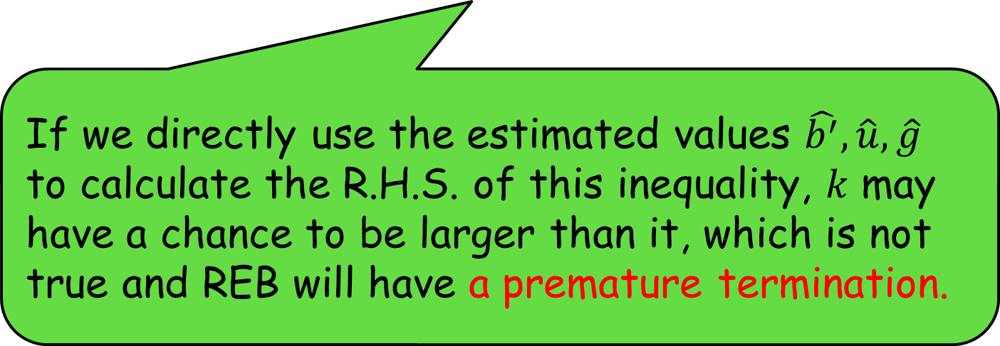 If we directly use the estimated values \hat{b'}, \hat{u}, \hat{g}
to calculate the R.H.S. of this inequality, k may
have a chance to be larger than it, which is not
true and REB will have a premature termination.